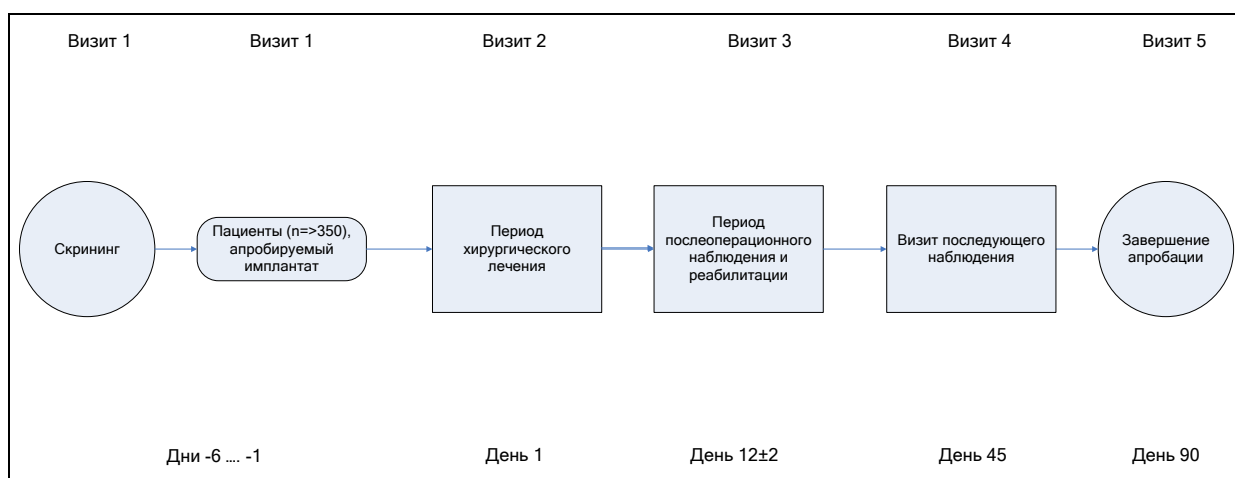 Визит 1
Визит 1
Визит 2
Визит 3
Визит 4
Визит 5
Скрининг
Пациенты (n=>350),
апробируемый
имплантат
Период
хирургического
лечения
Период
послеоперационного
наблюдения и
реабилитации
Визит последующего
наблюдения
Завершение
апробации
Дни -6 .... -1
День 1
День 12±2
День 45
День 90